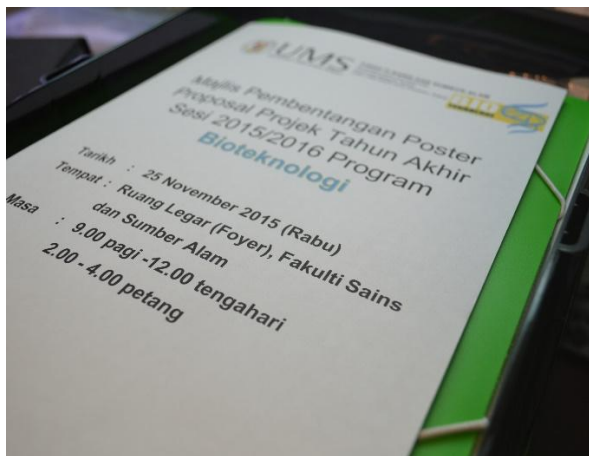 UMS
Majlis Pembentangan Poster
Proposal Projek Tahun Akhir
Sesi 2015/2016 Program
Bioteknologi
Tarikh : 25 November 2015 (Rabu)
Tempat : Ruang Legar (Foyer), Fakulti Sains
dan Sumber Alam
Masa : 9.00 pagi -12.00 tengahari
2.00 - 4.00 petang